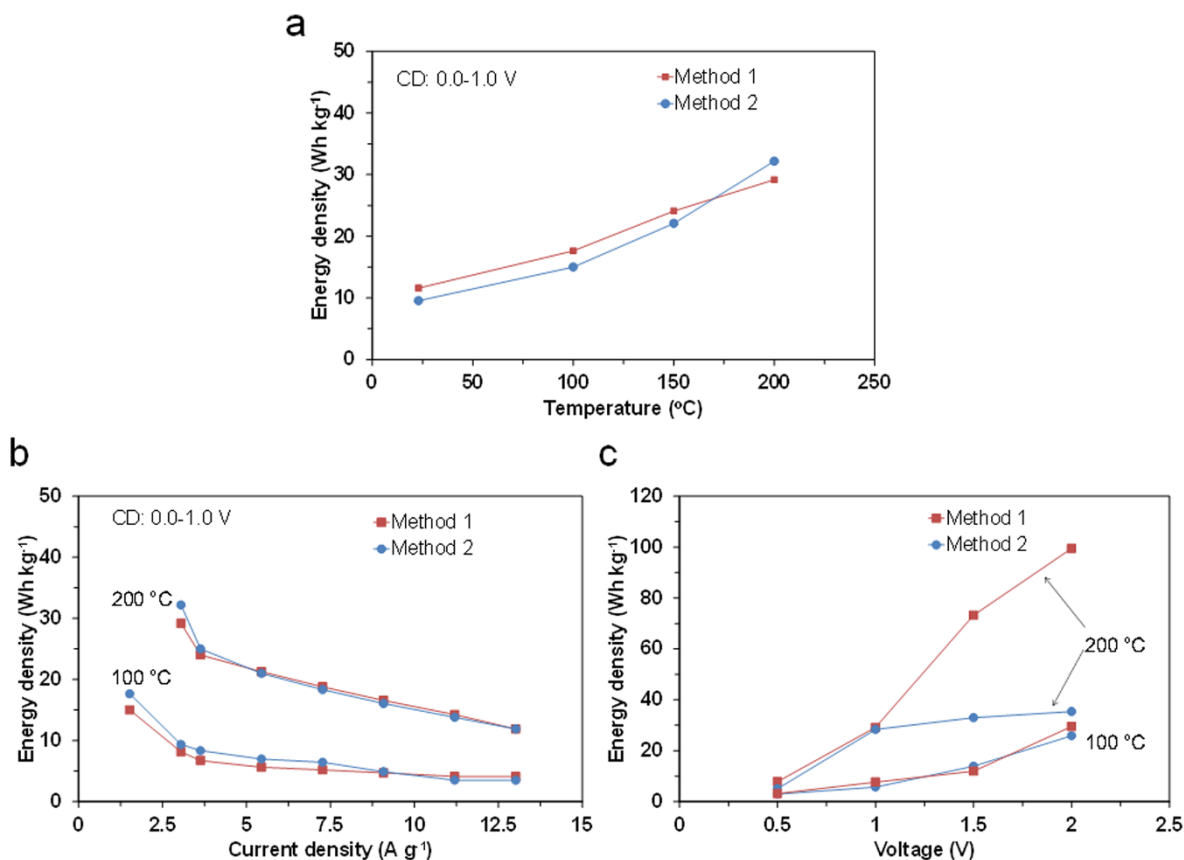 a
50
40
30
20
10
0
Energy density (Wh kg⁻¹)
CD: 0.0-1.0 V
Method 1
Method 2
0 50 100 150 200 250
Temperature (ºC)
b
50
40
30
20
10
0
Energy density (Wh kg⁻¹)
CD: 0.0-1.0 V
Method 1
Method 2
200 °C
100 °C
0 2.5 5 7.5 10 12.5 15
Current density (A g⁻¹)
c
120
100
80
60
40
20
0
Energy density (Wh kg⁻¹)
Method 1
Method 2
200 °C
100 °C
0 0.5 1 1.5 2 2.5
Voltage (V)